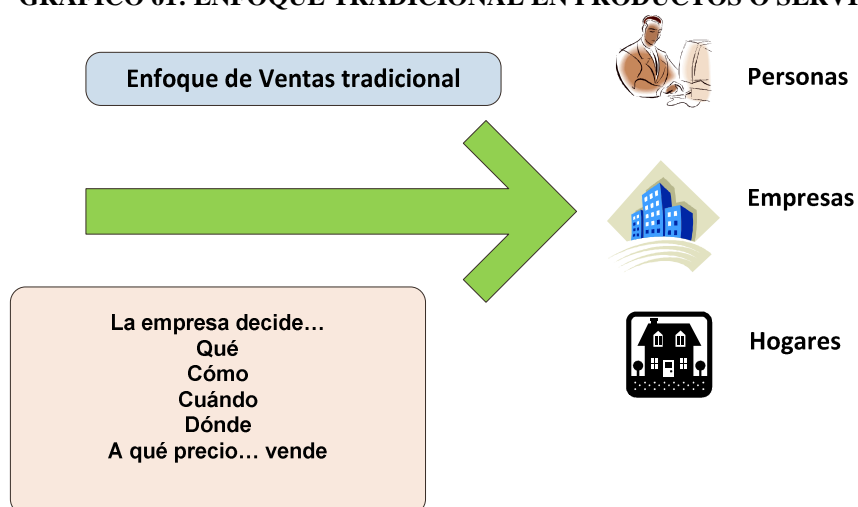 GRÁFICO 01: ENFOQUE TRADICIONAL EN PRODUCTOS O
Enfoque de Ventas tradicional
Personas
Empresas
Hogares
La empresa decide…
Qué
Cómo
Cuándo
Dónde
A qué precio… vende